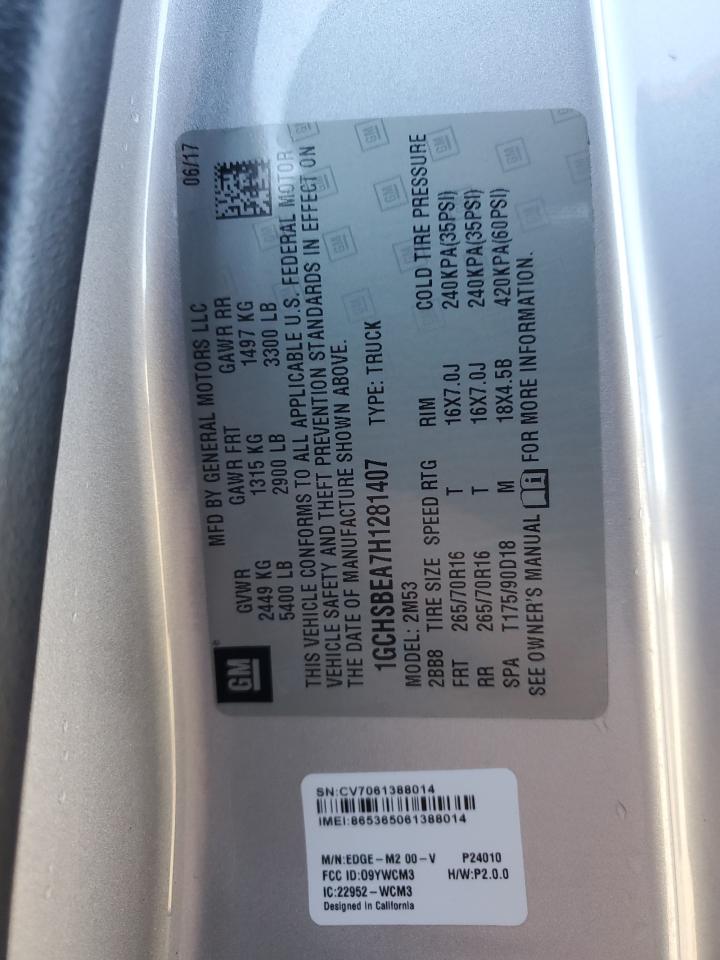 MFD BY GENERAL MOTORS LLC 06/17
GVWR GAWR FRT GAWR RR
2449 KG 1315 KG 1497 KG
5400 LB 2900 LB 3300 LB
GM
THIS VEHICLE CONFORMS TO ALL APPLICABLE U.S. FEDERAL MOTOR
VEHICLE SAFETY AND THEFT PREVENTION STANDARDS IN EFFECT ON
THE DATE OF MANUFACTURE SHOWN ABOVE.
1GCHSBEA7H1281407 TYPE: TRUCK
MODEL: 2M53
2BB8 TIRE SIZE SPEED RTG RIM COLD TIRE PRESSURE
FRT 265/70R16 T 16X7.0J 240KPA(35PSI)
RR 265/70R16 T 16X7.0J 240KPA(35PSI)
SPA T175/90D18 M 18X4.5B 420KPA(60PSI)
SEE OWNER'S MANUAL FOR MORE INFORMATION.
SN:CV7061388014
IMEI:865365061388014
M/N:EDGE-M2 00-V P24010
FCC ID:O9YWCM3 H/W:P2.0.0
IC:22952-WCM3
Designed in California